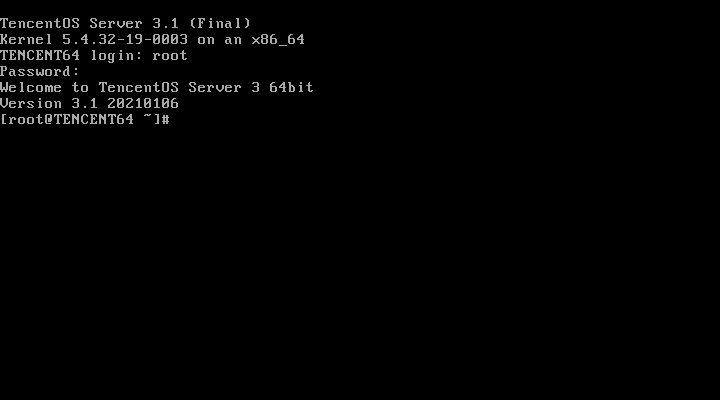 TencentOS Server 3.1 (Final)
Kernel 5.4.32-19-0003 on an x86_64
TENCENT64 login: root
Password:
Welcome to TencentOS Server 3 64bit
Version 3.1 20210106
[root@TENCENT64 ~]#